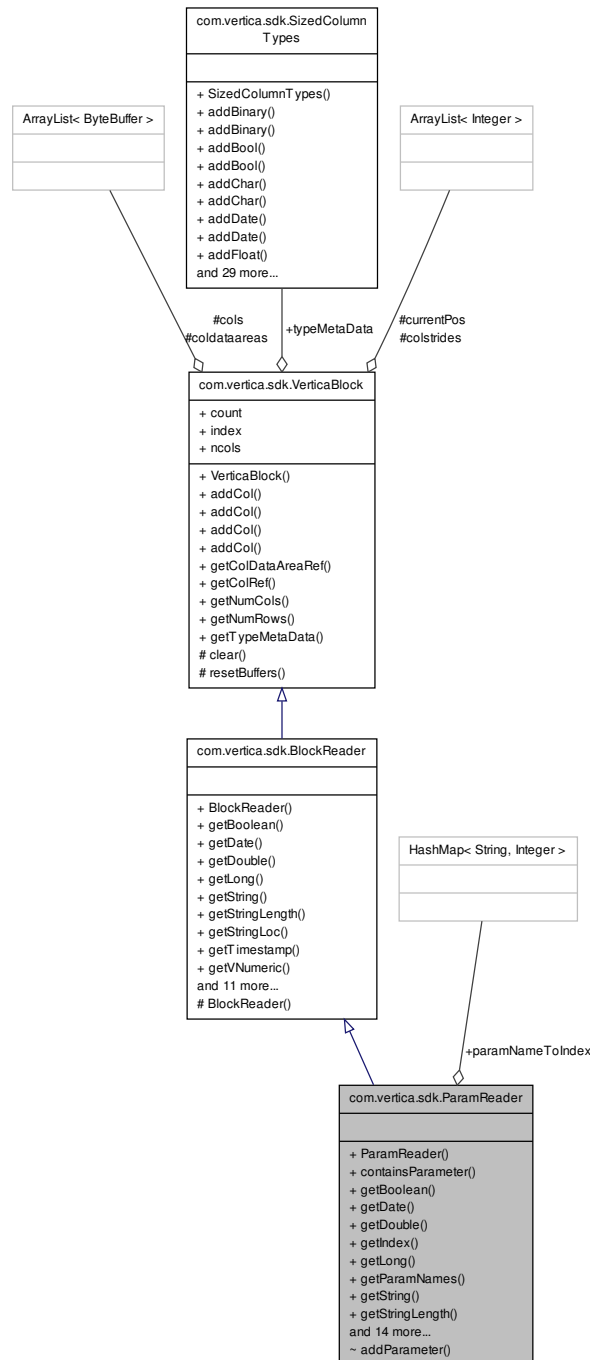 com.vertica.sdk.SizedColumn
Types
+ SizedColumnTypes()
+ addBinary()
+ addBinary()
+ addBool()
+ addBool()
+ addChar()
+ addChar()
+ addDate()
+ addDate()
+ addFloat()
and 29 more...
ArrayList< ByteBuffer >
ArrayList< Integer >
#cols
#coldataareas
+typeMetaData
#currentPos
#colstrides
com.vertica.sdk.VerticaBlock
+ count
+ index
+ ncols
+ VerticaBlock()
+ addCol()
+ addCol()
+ addCol()
+ addCol()
+ getColDataAreaRef()
+ getColRef()
+ getNumCols()
+ getNumRows()
+ getTypeMetaData()
# clear()
# resetBuffers()
com.vertica.sdk.BlockReader
+ BlockReader()
+ getBoolean()
+ getDate()
+ getDouble()
+ getLong()
+ getString()
+ getStringLength()
+ getStringLoc()
+ getTimestamp()
+ getVNumeric()
and 11 more...
# BlockReader()
HashMap< String, Integer >
+paramNameToIndex
com.vertica.sdk.ParamReader
+ ParamReader()
+ containsParameter()
+ getBoolean()
+ getDate()
+ getDouble()
+ getIndex()
+ getLong()
+ getParamNames()
+ getString()
+ getStringLength()
and 14 more...
~ addParameter()